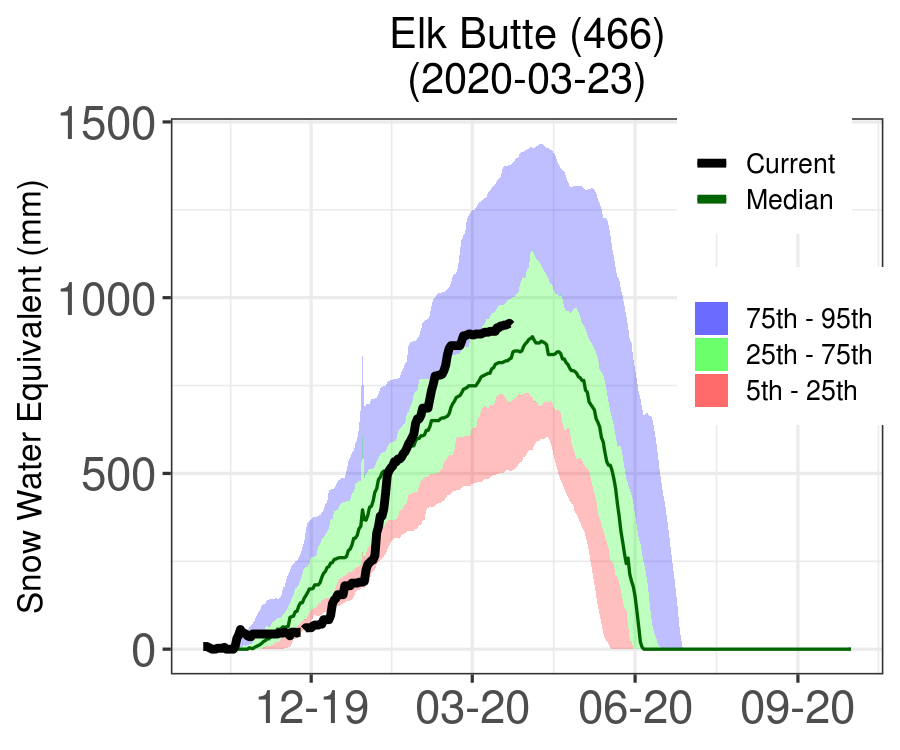 Elk Butte (466)
(2020-03-23)
Snow Water Equivalent (mm)
1500
1000
500
0
12-19
03-20
06-20
09-20
Current
Median
75th - 95th
25th - 75th
5th - 25th